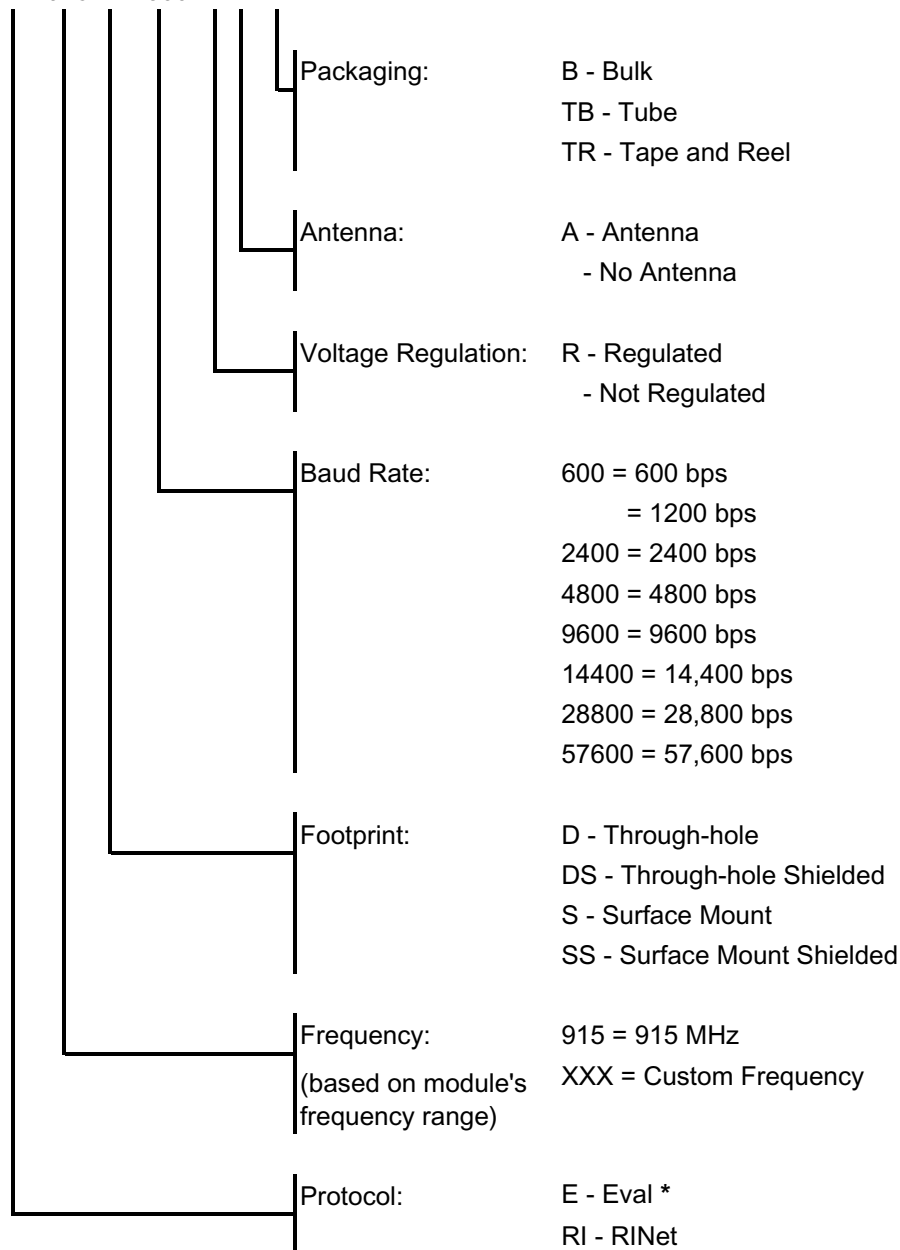 Packaging: B - Bulk
TB - Tube
TR - Tape and Reel
Antenna: A - Antenna
- No Antenna
Voltage Regulation: R - Regulated
- Not Regulated
Baud Rate: 600 = 600 bps
= 1200 bps
2400 = 2400 bps
4800 = 4800 bps
9600 = 9600 bps
14400 = 14,400 bps
28800 = 28,800 bps
57600 = 57,600 bps
Footprint: D - Through-hole
DS - Through-hole Shielded
S - Surface Mount
SS - Surface Mount Shielded
Frequency: 915 = 915 MHz
(based on module's XXX = Custom Frequency
frequency range)
Protocol: E - Eval *
RI - RINet